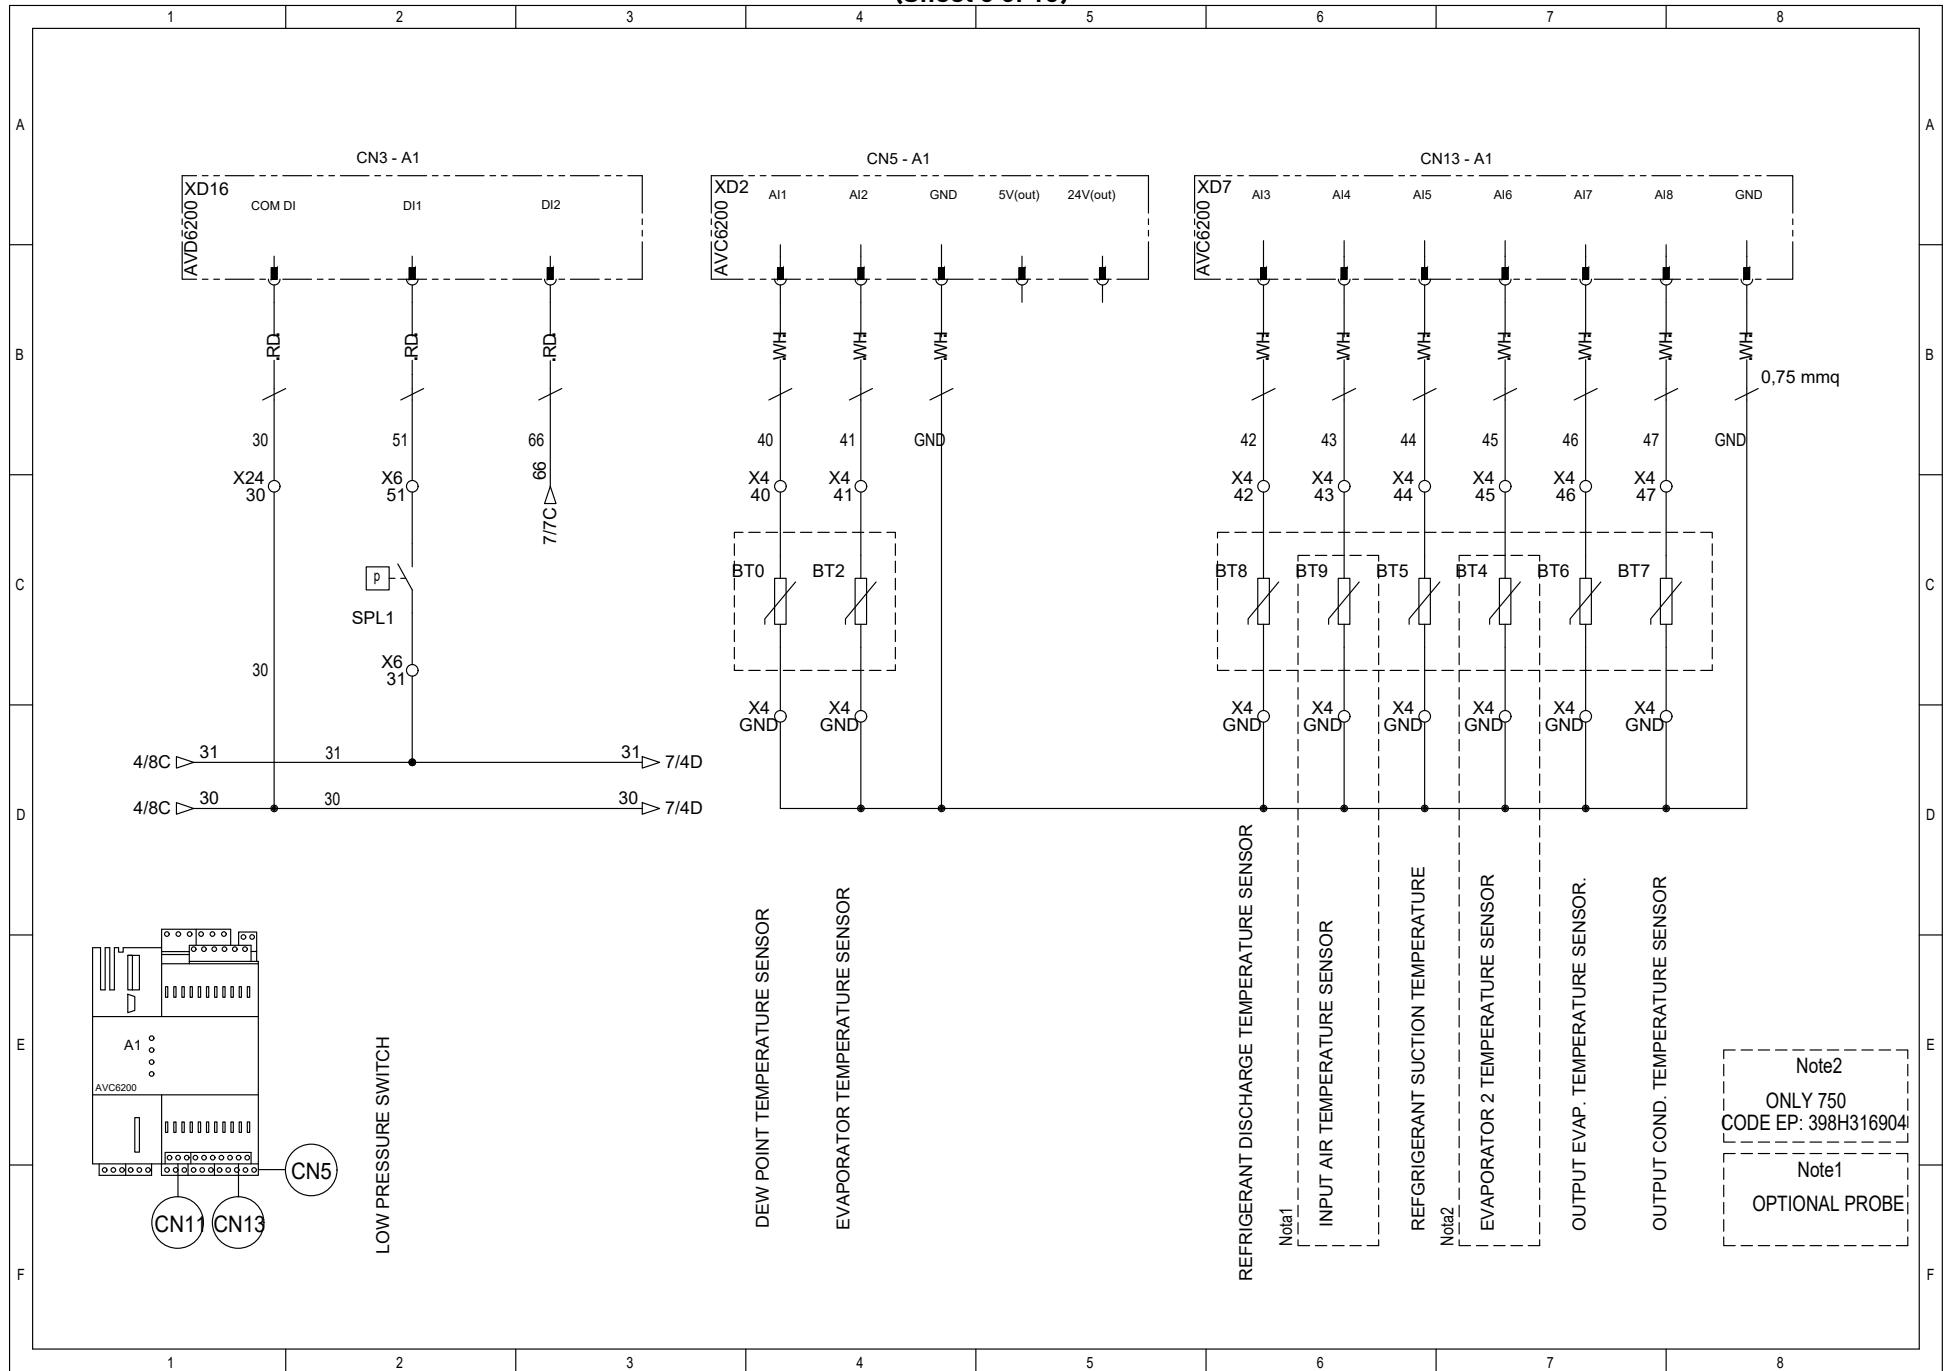 1 2 3 4 5 6 7 8
A A
CN3 - A1 CN5 - A1 CN13 - A1
XD16 COM DI DI1 DI2
AVD6200
XD2 AI1 AI2 GND 5V(out) 24V(out)
AVC6200
XD7 AI3 AI4 AI5 AI6 AI7 AI8 GND
AVC6200
B B
.RD. .RD. .RD. .WH. .WH. .WH. .WH. .WH. .WH. .WH. .WH. .WH. .WH.
0,75 mmq
30 51 66 40 41 GND 42 43 44 45 46 47 GND
X24 X6 66 X4 X4 X4 X4 X4 X4 X4 X4
30 51 40 41 42 43 44 45 46 47
7/7C
C C
P
SPL1
BT0 BT2 BT8 BT9 BT5 BT4 BT6 BT7
30
X6
31
X4 X4 X4 X4 X4 X4 X4 X4
GND GND GND GND GND GND GND GND
4/8C 31 31 31 7/4D
4/8C 30 30 30 7/4D
D D
LOW PRESSURE SWITCH
DEW POINT TEMPERATURE SENSOR
EVAPORATOR TEMPERATURE SENSOR
REFRIGERANT DISCHARGE TEMPERATURE SENSOR
Nota1
INPUT AIR TEMPERATURE SENSOR
REFGRIGERANT SUCTION TEMPERATURE
Nota2
EVAPORATOR 2 TEMPERATURE SENSOR
OUTPUT EVAP. TEMPERATURE SENSOR.
OUTPUT COND. TEMPERATURE SENSOR
E E
A1
AVC6200
CN5
CN11 CN13
Note2
ONLY 750
CODE EP: 398H316904
Note1
OPTIONAL PROBE
F F
1 2 3 4 5 6 7 8